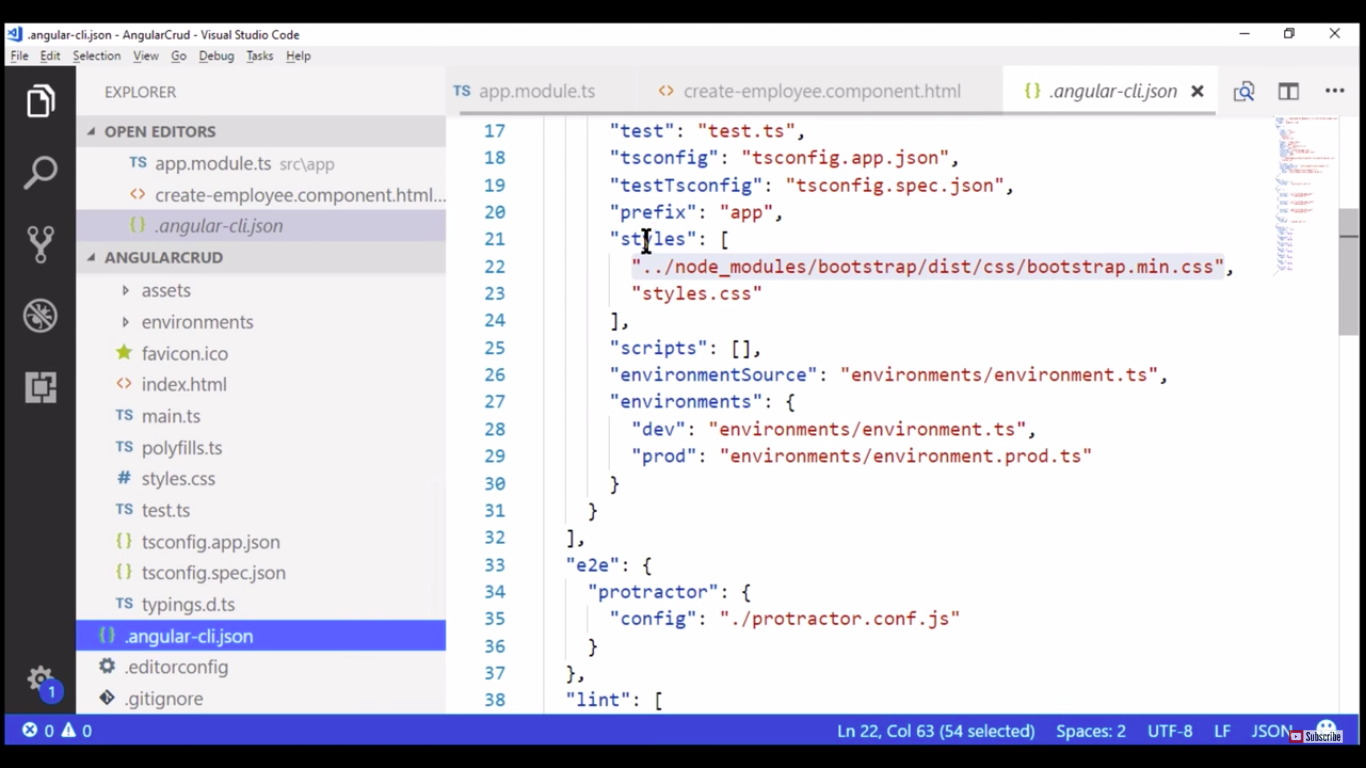 .angular-cli.json - AngularCrud - Visual Studio Code
File Edit Selection View Go Debug Tasks Help
EXPLORER
OPEN EDITORS
TS app.module.ts src\app
<> create-employee.component.html...
{} .angular-cli.json
ANGULARCRUD
assets
environments
favicon.ico
<> index.html
TS main.ts
TS polyfills.ts
# styles.css
TS test.ts
{} tsconfig.app.json
{} tsconfig.spec.json
TS typings.d.ts
{} .angular-cli.json
.editorconfig
.gitignore
1
TS app.module.ts <> create-employee.component.html {} .angular-cli.json
17 "test": "test.ts",
18 "tsconfig": "tsconfig.app.json",
19 "testTsconfig": "tsconfig.spec.json",
20 "prefix": "app",
21 "styles": [
22 "../node_modules/bootstrap/dist/css/bootstrap.min.css",
23 "styles.css"
24 ],
25 "scripts": [],
26 "environmentSource": "environments/environment.ts",
27 "environments": {
28 "dev": "environments/environment.ts",
29 "prod": "environments/environment.prod.ts"
30 }
31 }
32 ],
33 "e2e": {
34 "protractor": {
35 "config": "./protractor.conf.js"
36 }
37 },
38 "lint": [
0 0 Ln 22, Col 63 (54 selected) Spaces: 2 UTF-8 LF JSON
Subscribe